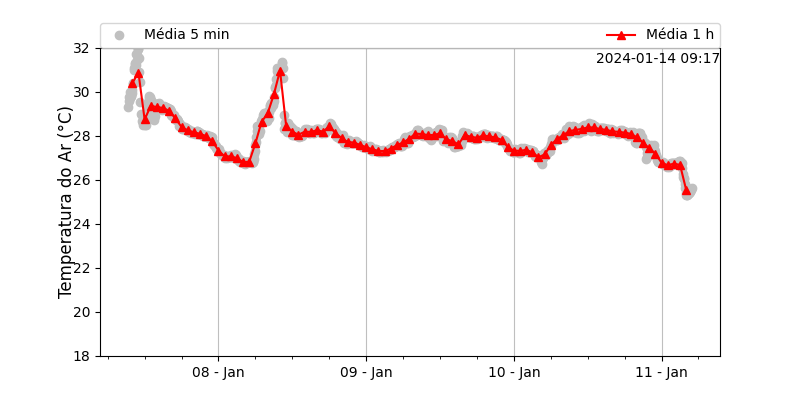 Média 5 min
Média 1 h
2024-01-14 09:17
Temperatura do Ar (°C)
32
30
28
26
24
22
20
18
08 - Jan
09 - Jan
10 - Jan
11 - Jan